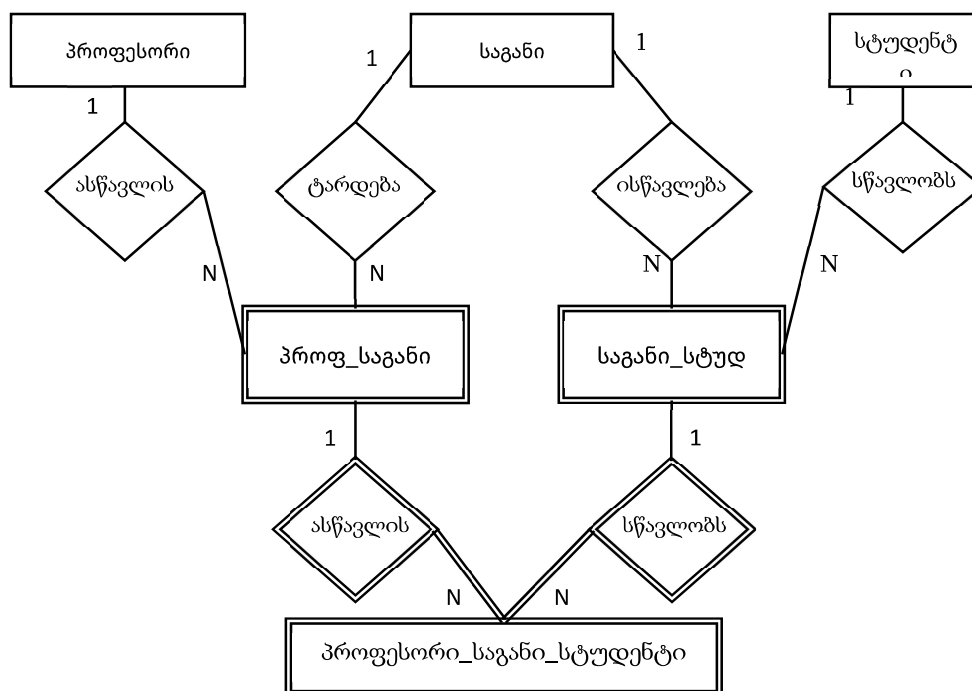 პროფესორი
საგანი
სტუდენტ
ი
1
1
1
1
ასწავლის
ტარდება
ისწავლება
სწავლობს
N
N
N
N
პროფ_საგანი
საგანი_სტუდ
1
1
ასწავლის
სწავლობს
N
N
პროფესორი_საგანი_სტუდენტი